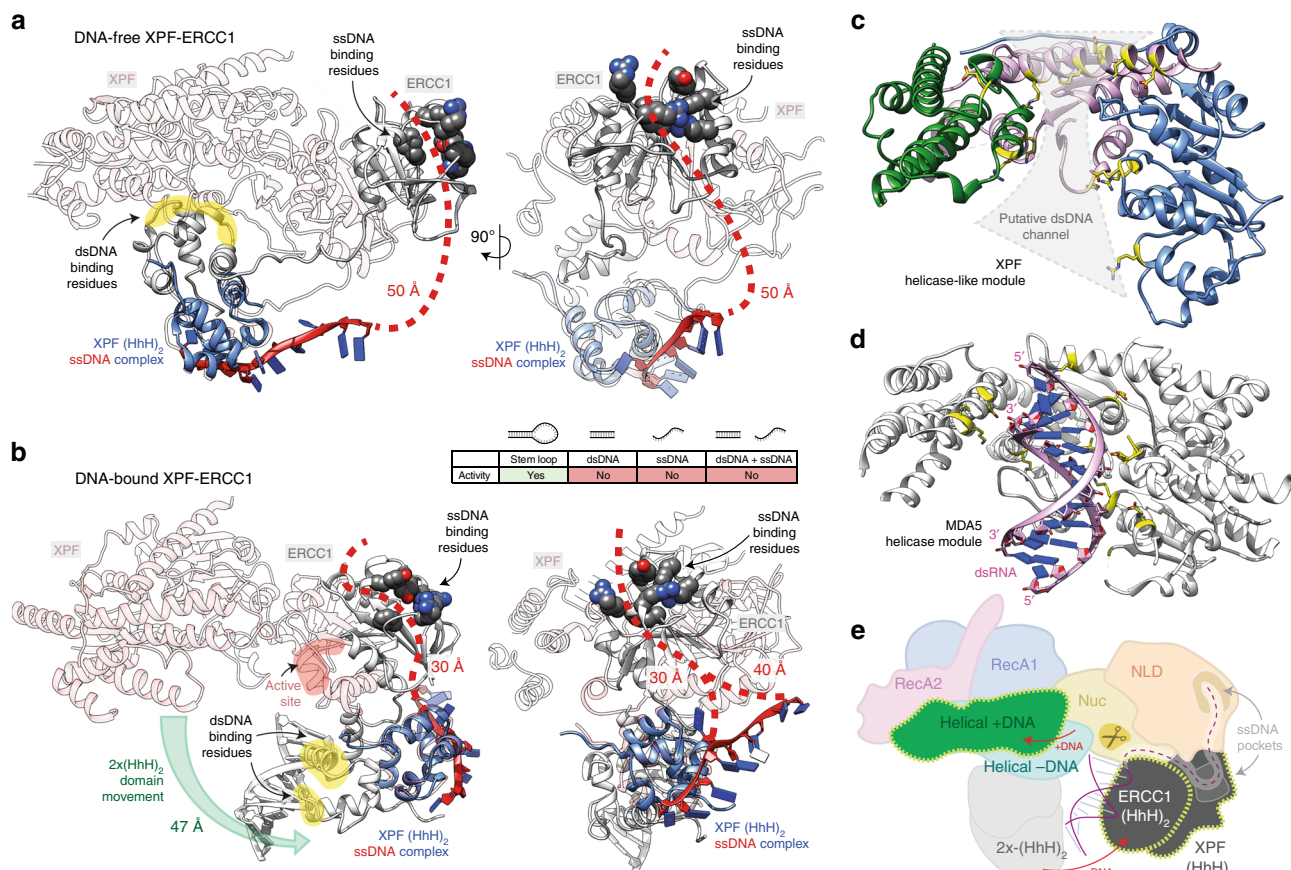 a
DNA-free XPF-ERCC1
XPF
ssDNA
binding
residues
ERCC1
dsDNA
binding
residues
50 Å
XPF (HhH)2
ssDNA complex
90°
ERCC1
ssDNA
binding
residues
XPF
50 Å
XPF (HhH)2
ssDNA complex
b
DNA-bound XPF-ERCC1
Stem loop dsDNA ssDNA dsDNA + ssDNA
Activity Yes No No No
XPF
ERCC1
ssDNA
binding
residues
30 Å
Active
site
dsDNA
binding
residues
2x(HhH)2
domain
movement
47 Å
XPF (HhH)2
ssDNA complex
XPF
ssDNA
binding
residues
ERCC1
30 Å
40 Å
XPF (HhH)2
ssDNA complex
c
Putative dsDNA
channel
XPF
helicase-like module
d
5′
3′
MDA5
helicase module
3′
dsRNA
5′
e
RecA2
RecA1
Nuc
NLD
Helical +DNA
+DNA
Helical –DNA
ssDNA
pockets
ERCC1
(HhH)2
2x-(HhH)2
XPF